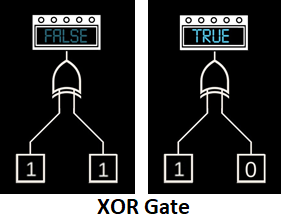 FALSE
TRUE
1 1
1 0
XOR Gate